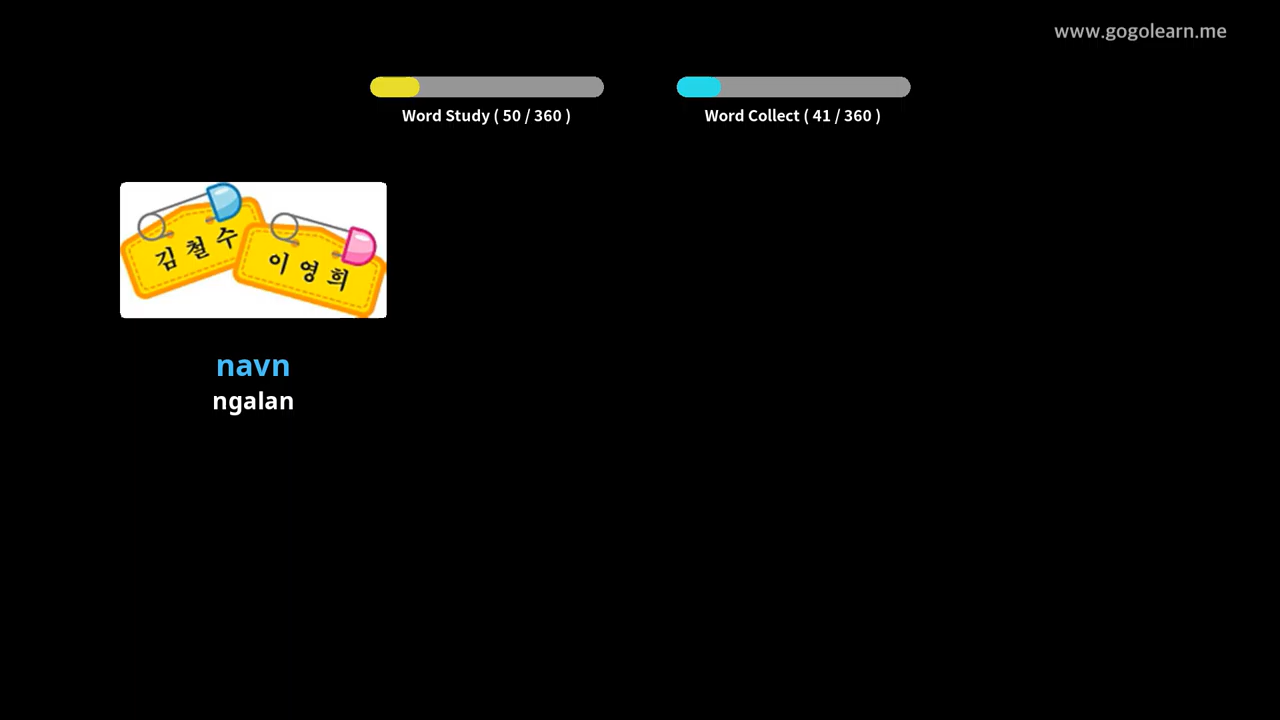 www.gogolearn.me
Word Study ( 50 / 360 )
Word Collect ( 41 / 360 )
김철수
이영희
navn
ngalan